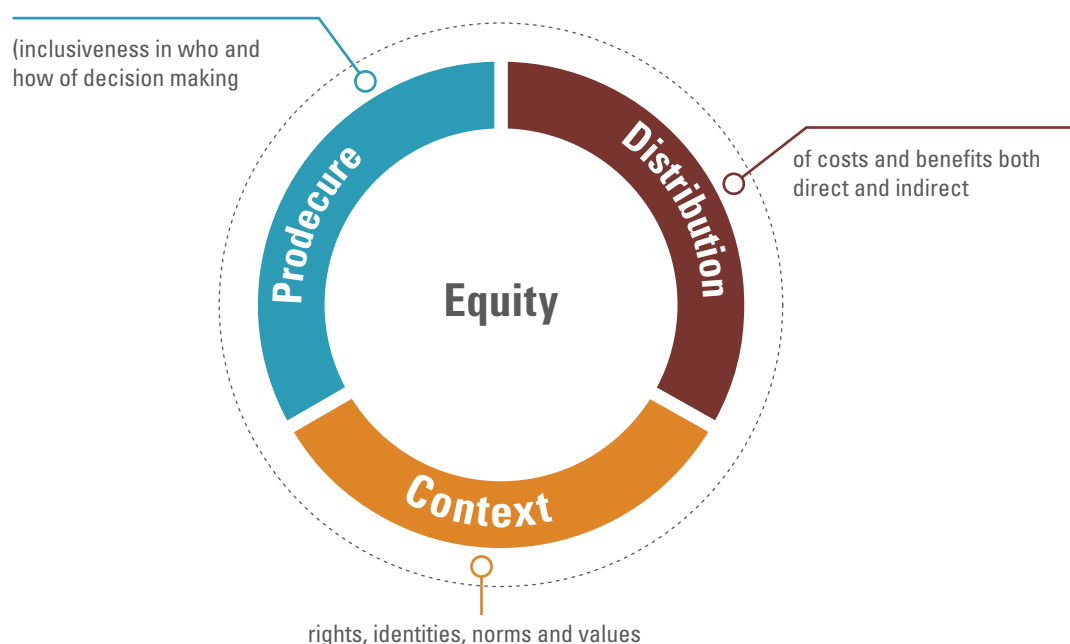 (inclusiveness in who and
how of decision making
Prodecure
Distribution
of costs and benefits both
direct and indirect
Equity
Context
rights, identities, norms and values